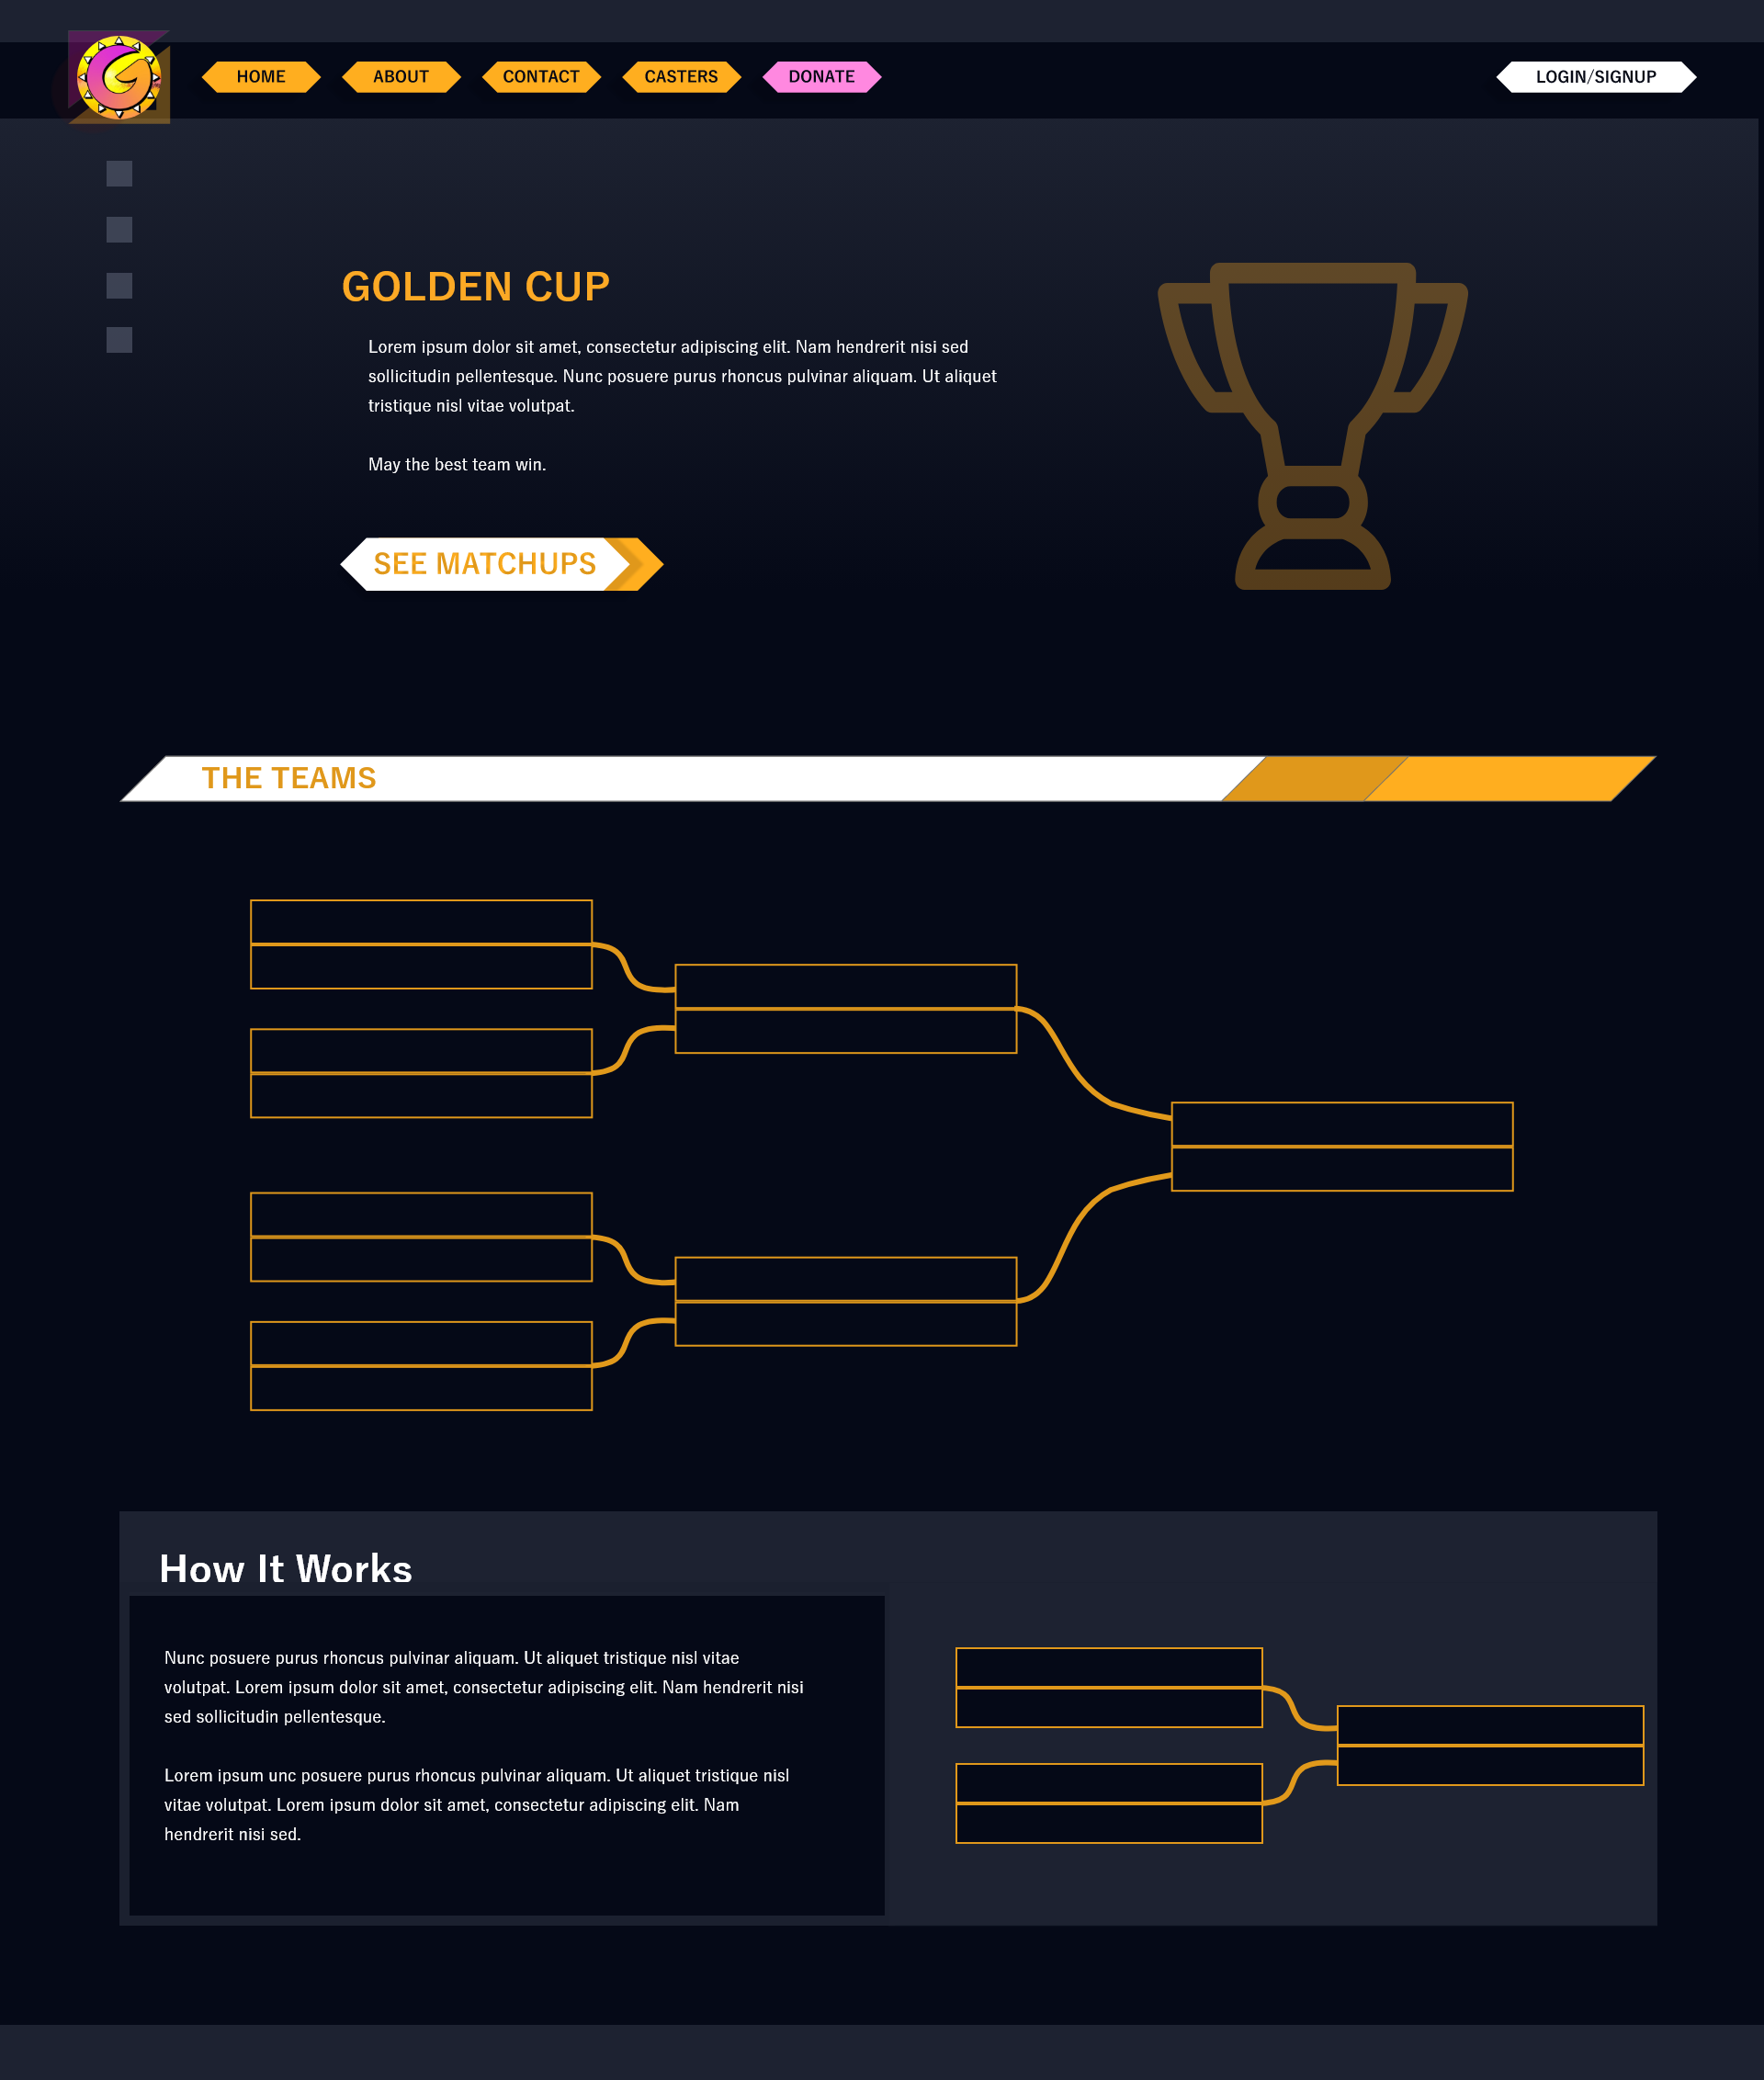 HOME
ABOUT
CONTACT
CASTERS
DONATE
LOGIN/SIGNUP
GOLDEN CUP
Lorem ipsum dolor sit amet, consectetur adipiscing elit. Nam hendrerit nisi sed
sollicitudin pellentesque. Nunc posuere purus rhoncus pulvinar aliquam. Ut aliquet
tristique nisl vitae volutpat.
May the best team win.
SEE MATCHUPS
THE TEAMS
How It Works
Nunc posuere purus rhoncus pulvinar aliquam. Ut aliquet tristique nisl vitae
volutpat. Lorem ipsum dolor sit amet, consectetur adipiscing elit. Nam hendrerit nisi
sed sollicitudin pellentesque.
Lorem ipsum unc posuere purus rhoncus pulvinar aliquam. Ut aliquet tristique nisl
vitae volutpat. Lorem ipsum dolor sit amet, consectetur adipiscing elit. Nam
hendrerit nisi sed.